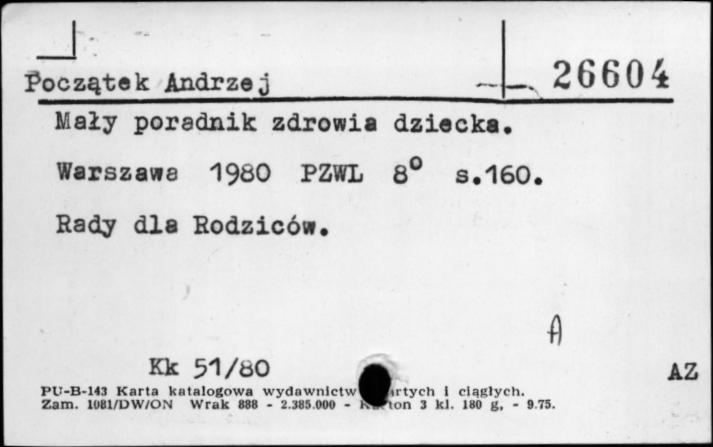 Początek Andrzej 26604
Mały poradnik zdrowia dziecka.
Warszawa 1980 PZWL 8° s.160.
Rady dla Rodziców.
A
Kk 51/80 AZ
PU-B-143 Karta katalogowa wydawnictw i ciągłych.
Zam. 1081/DW/ON Wrak 888 - 2.385.000 - 3 kl. 180 g, - 9.75.